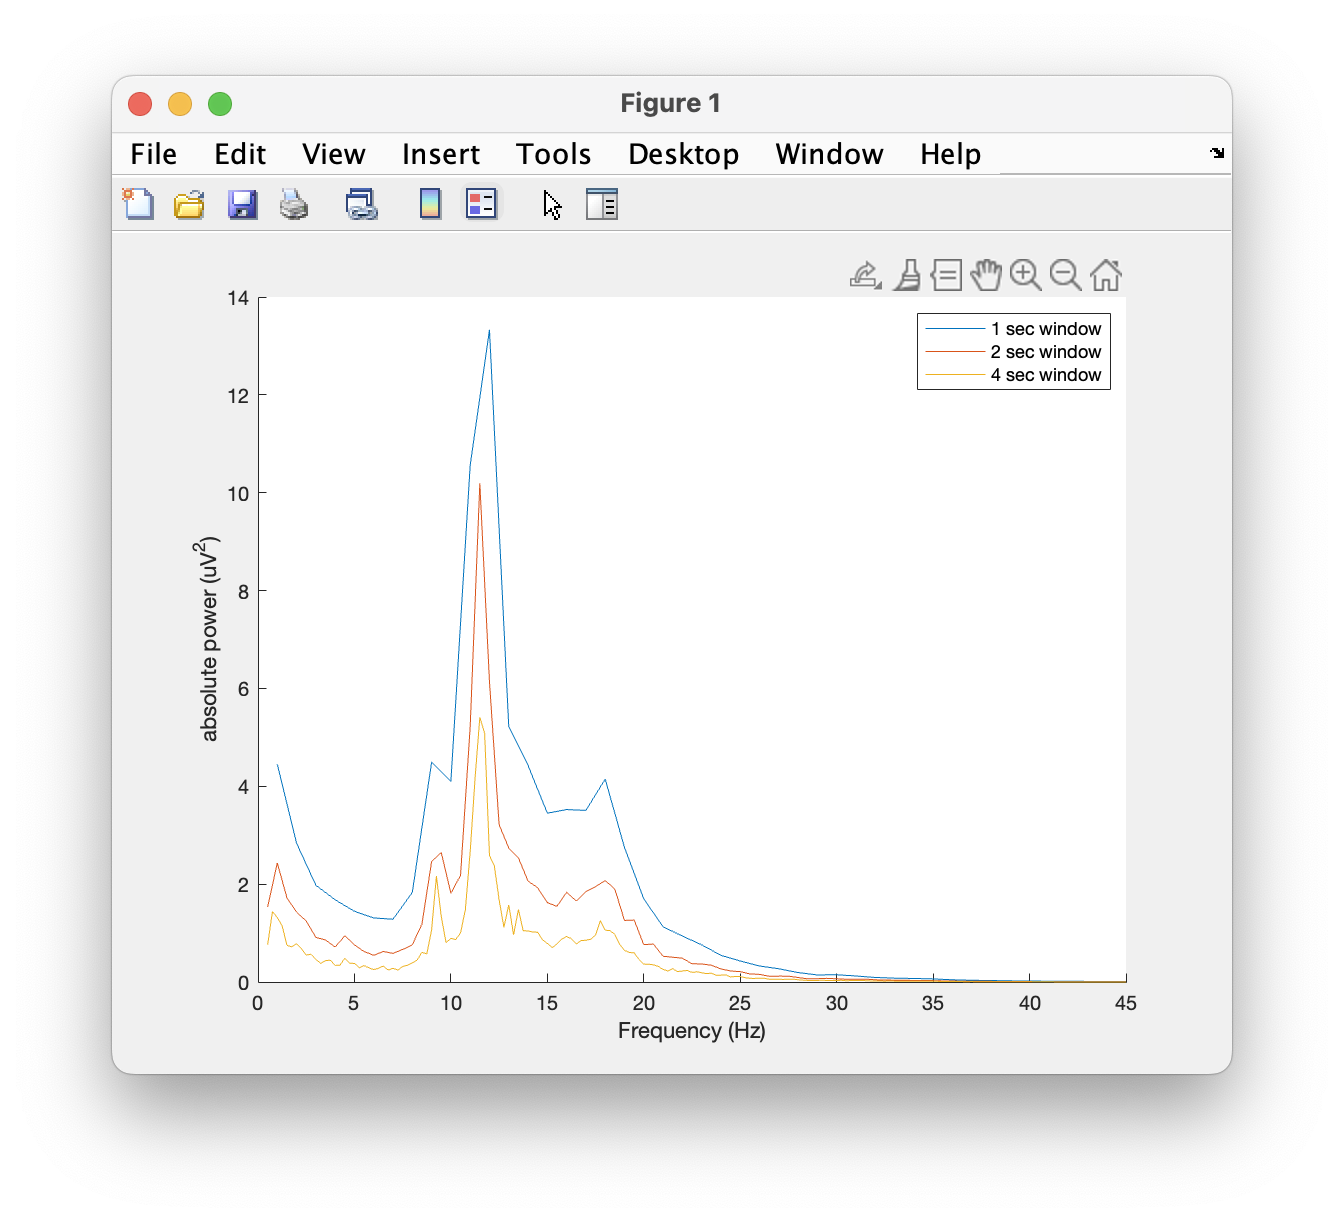 Figure 1
File Edit View Insert Tools Desktop Window Help
1 sec window
2 sec window
4 sec window
14
12
10
8
6
4
2
0
absolute power (uV²)
0 5 10 15 20 25 30 35 40 45
Frequency (Hz)